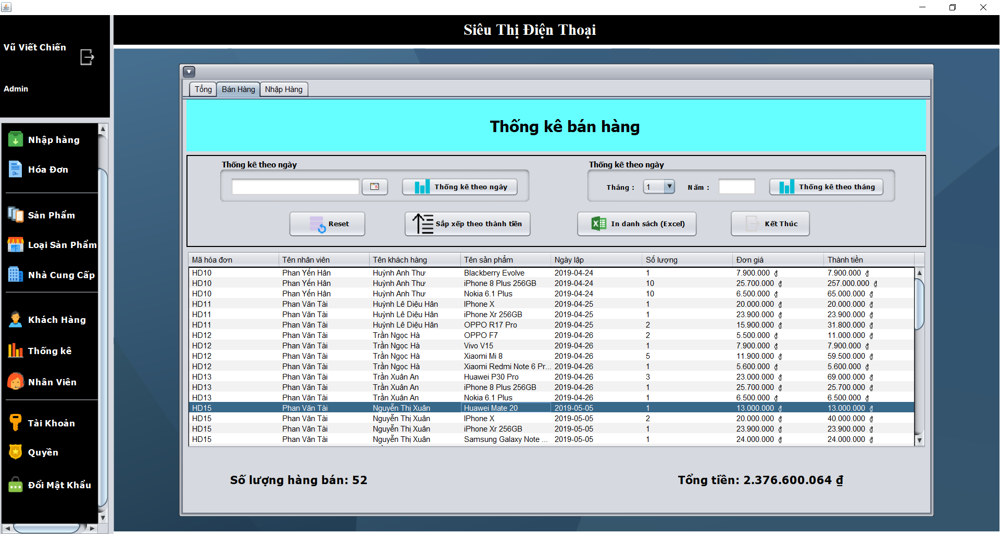 Siêu Thị Điện Thoại
Vũ Viết Chiến
Admin
Nhập hàng
Hóa Đơn
Sản Phẩm
Loại Sản Phẩm
Nhà Cung Cấp
Khách Hàng
Thống kê
Nhân Viên
Tài Khoản
Quyền
Đổi Mật Khẩu
Tổng Bán Hàng Nhập Hàng
Thống kê bán hàng
Thống kê theo ngày
Thống kê theo ngày
Thống kê theo ngày
Tháng : 1 Năm : Thống kê theo tháng
Reset Sắp xếp theo thành tiền In danh sách (Excel) Kết Thúc
Mã hóa đơn Tên nhân viên Tên khách hàng Tên sản phẩm Ngày lập Số lượng Đơn giá Thành tiền
HD10 Phan Yến Hân Huỳnh Anh Thư Blackberry Evolve 2019-04-24 1 7.900.000 ₫ 7.900.000 ₫
HD10 Phan Yến Hân Huỳnh Anh Thư iPhone 8 Plus 256GB 2019-04-24 10 25.700.000 ₫ 257.000.000 ₫
HD10 Phan Yến Hân Huỳnh Anh Thư Nokia 6.1 Plus 2019-04-24 10 6.500.000 ₫ 65.000.000 ₫
HD11 Phan Văn Tài Huỳnh Lê Diệu Hân IPhone X 2019-04-25 1 20.000.000 ₫ 20.000.000 ₫
HD11 Phan Văn Tài Huỳnh Lê Diệu Hân iPhone Xr 256GB 2019-04-25 1 23.900.000 ₫ 23.900.000 ₫
HD11 Phan Văn Tài Huỳnh Lê Diệu Hân OPPO R17 Pro 2019-04-25 2 15.900.000 ₫ 31.800.000 ₫
HD12 Phan Văn Tài Trần Ngọc Hà OPPO F7 2019-04-26 2 5.500.000 ₫ 11.000.000 ₫
HD12 Phan Văn Tài Trần Ngọc Hà Vivo V15 2019-04-26 1 7.900.000 ₫ 7.900.000 ₫
HD12 Phan Văn Tài Trần Ngọc Hà Xiaomi Mi 8 2019-04-26 5 11.900.000 ₫ 59.500.000 ₫
HD12 Phan Văn Tài Trần Ngọc Hà Xiaomi Redmi Note 6 Pr... 2019-04-26 1 5.600.000 ₫ 5.600.000 ₫
HD13 Phan Văn Tài Trần Xuân An Huawei P30 Pro 2019-04-26 3 23.000.000 ₫ 69.000.000 ₫
HD13 Phan Văn Tài Trần Xuân An iPhone 8 Plus 256GB 2019-04-26 1 25.700.000 ₫ 25.700.000 ₫
HD13 Phan Văn Tài Trần Xuân An Nokia 6.1 Plus 2019-04-26 1 6.500.000 ₫ 6.500.000 ₫
HD15 Phan Văn Tài Nguyễn Thị Xuân Huawei Mate 20 2019-05-05 1 13.000.000 ₫ 13.000.000 ₫
HD15 Phan Văn Tài Nguyễn Thị Xuân IPhone X 2019-05-05 2 20.000.000 ₫ 40.000.000 ₫
HD15 Phan Văn Tài Nguyễn Thị Xuân iPhone Xr 256GB 2019-05-05 1 23.900.000 ₫ 23.900.000 ₫
HD15 Phan Văn Tài Nguyễn Thị Xuân Samsung Galaxy Note ... 2019-05-05 1 24.000.000 ₫ 24.000.000 ₫
Số lượng hàng bán: 52 Tổng tiền: 2.376.600.064 ₫